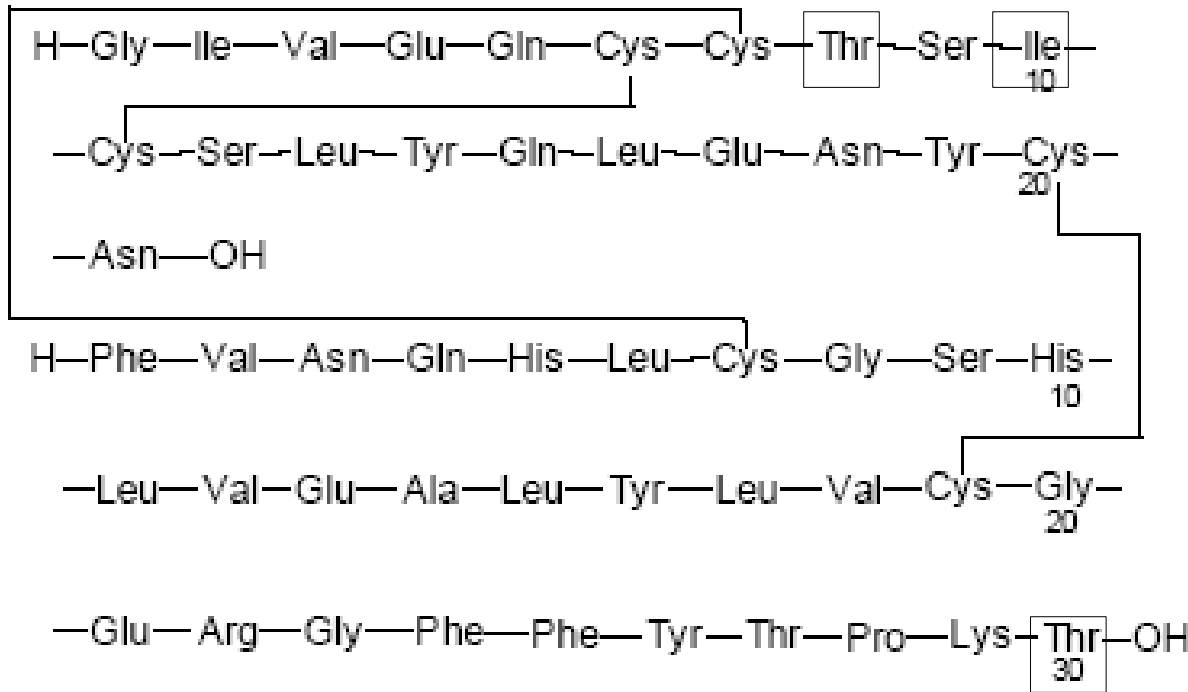 H—Gly—Ile—Val—Glu—Gln—Cys—Cys—Thr—Ser—Ile—
10
—Cys—Ser—Leu—Tyr—Gln—Leu—Glu—Asn—Tyr—Cys—
20
—Asn—OH
H—Phe—Val—Asn—Gln—His—Leu—Cys—Gly—Ser—His—
10
—Leu—Val—Glu—Ala—Leu—Tyr—Leu—Val—Cys—Gly—
20
—Glu—Arg—Gly—Phe—Phe—Tyr—Thr—Pro—Lys—Thr—OH
30